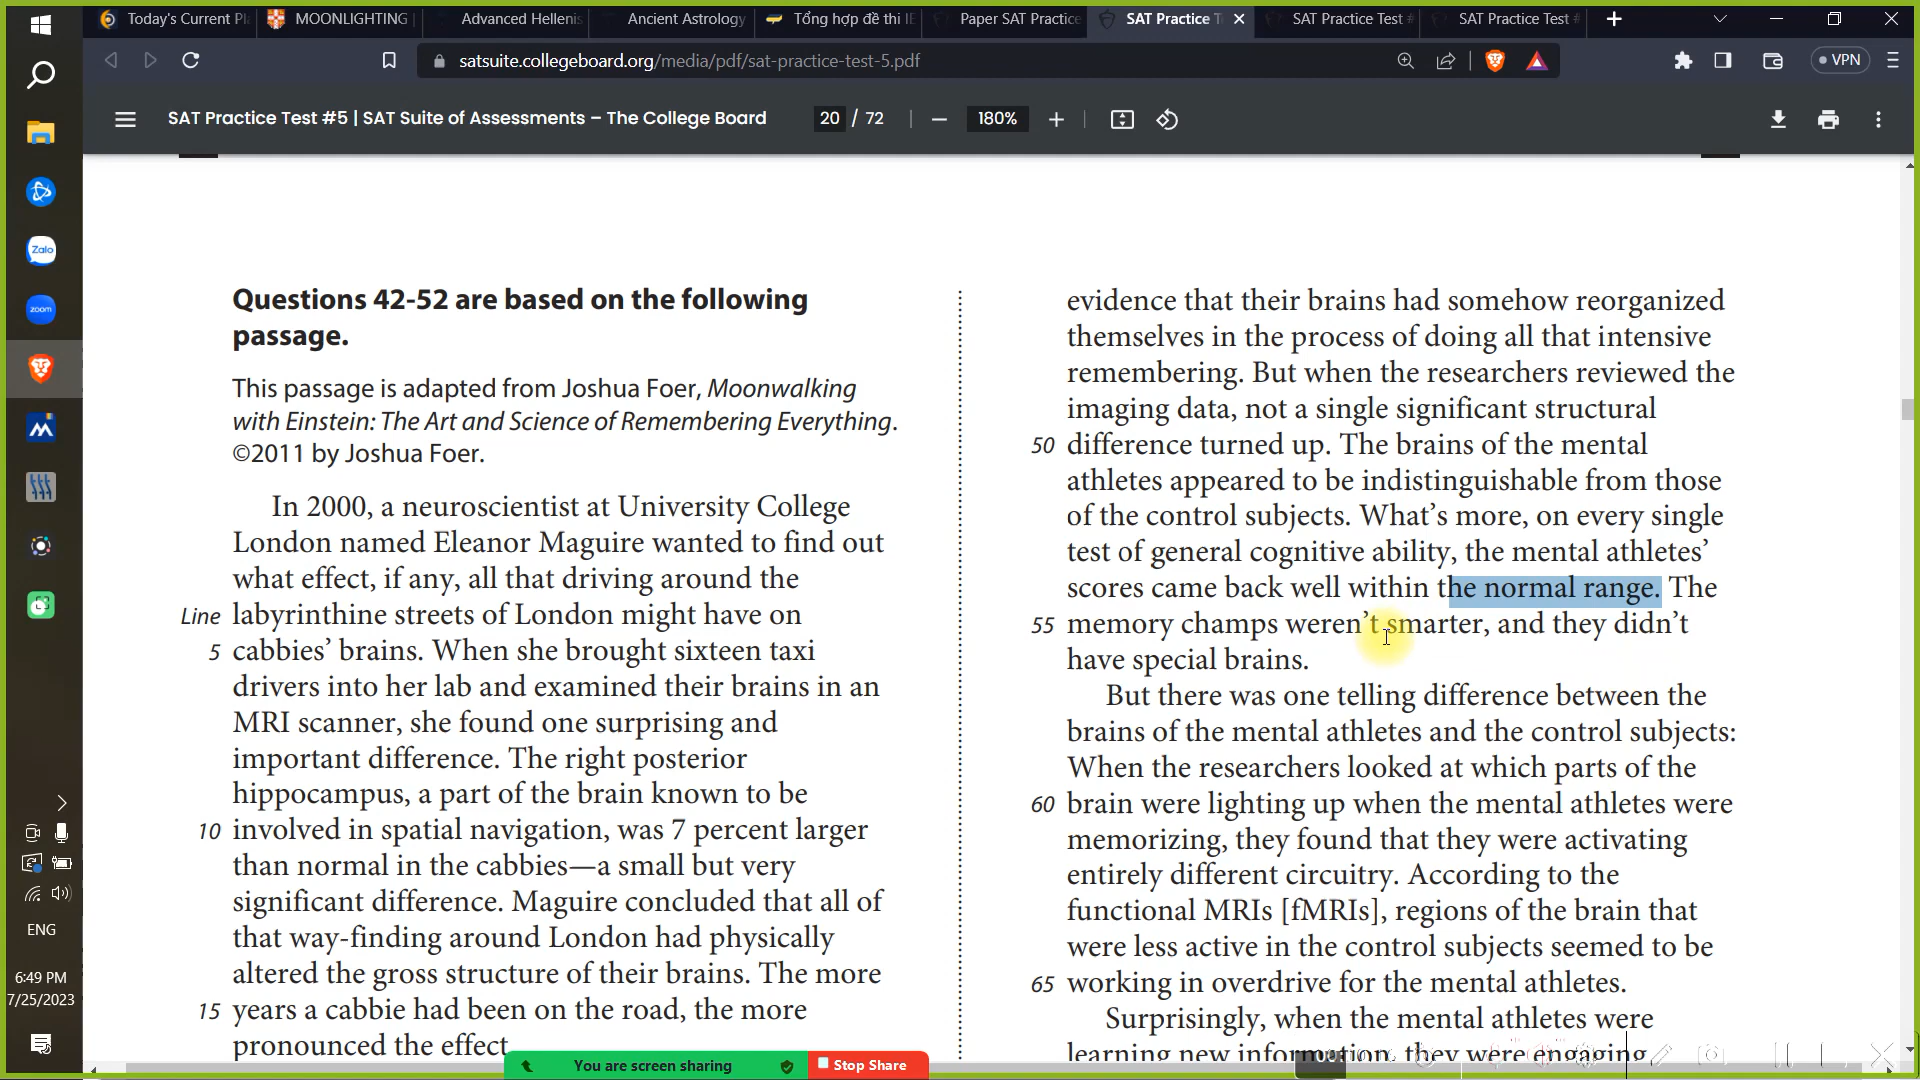 Today's Current Pl
MOONLIGHTING
Advanced Hellenis
Ancient Astrology
Tổng hợp đề thi IE
Paper SAT Practice
SAT Practice T
SAT Practice Test #
SAT Practice Test #
satsuite.collegeboard.org/media/pdf/sat-practice-test-5.pdf
VPN
SAT Practice Test #5 | SAT Suite of Assessments – The College Board
20 / 72
180%
Questions 42-52 are based on the following
passage.
This passage is adapted from Joshua Foer, Moonwalking
with Einstein: The Art and Science of Remembering Everything.
©2011 by Joshua Foer.
In 2000, a neuroscientist at University College
London named Eleanor Maguire wanted to find out
what effect, if any, all that driving around the
Line labyrinthine streets of London might have on
5 cabbies' brains. When she brought sixteen taxi
drivers into her lab and examined their brains in an
MRI scanner, she found one surprising and
important difference. The right posterior
hippocampus, a part of the brain known to be
10 involved in spatial navigation, was 7 percent larger
than normal in the cabbies—a small but very
significant difference. Maguire concluded that all of
that way-finding around London had physically
altered the gross structure of their brains. The more
15 years a cabbie had been on the road, the more
pronounced the effect
evidence that their brains had somehow reorganized
themselves in the process of doing all that intensive
remembering. But when the researchers reviewed the
imaging data, not a single significant structural
50 difference turned up. The brains of the mental
athletes appeared to be indistinguishable from those
of the control subjects. What's more, on every single
test of general cognitive ability, the mental athletes'
scores came back well within the normal range. The
55 memory champs weren't smarter, and they didn't
have special brains.
But there was one telling difference between the
brains of the mental athletes and the control subjects:
When the researchers looked at which parts of the
60 brain were lighting up when the mental athletes were
memorizing, they found that they were activating
entirely different circuitry. According to the
functional MRIs [fMRIs], regions of the brain that
were less active in the control subjects seemed to be
65 working in overdrive for the mental athletes.
Surprisingly, when the mental athletes were
learning new information, they were engaging
Zalo
zoom
ENG
6:49 PM
7/25/2023
You are screen sharing
Stop Share